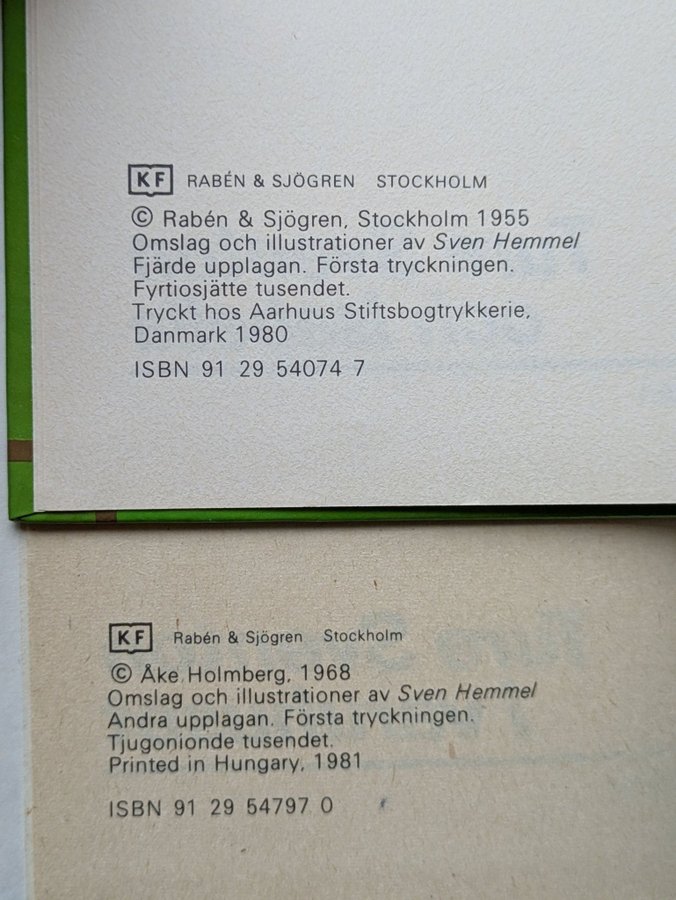 KF RABÉN & SJÖGREN STOCKHOLM
© Rabén & Sjögren, Stockholm 1955
Omslag och illustrationer av Sven Hemmel
Fjärde upplagan. Första tryckningen.
Fyrtiosjätte tusendet.
Tryckt hos Aarhuus Stiftsbogtrykkerie,
Danmark 1980
ISBN 91 29 54074 7
KF Rabén & Sjögren Stockholm
© Åke Holmberg, 1968
Omslag och illustrationer av Sven Hemmel
Andra upplagan. Första tryckningen.
Tjugonionde tusendet.
Printed in Hungary, 1981
ISBN 91 29 54797 0